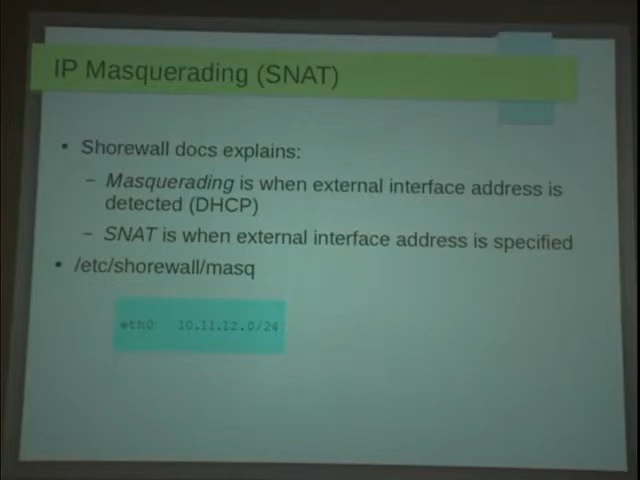 IP Masquerading (SNAT)
• Shorewall docs explains:
– Masquerading is when external interface address is
detected (DHCP)
– SNAT is when external interface address is specified
• /etc/shorewall/masq
eth0 10.11.12.0/24